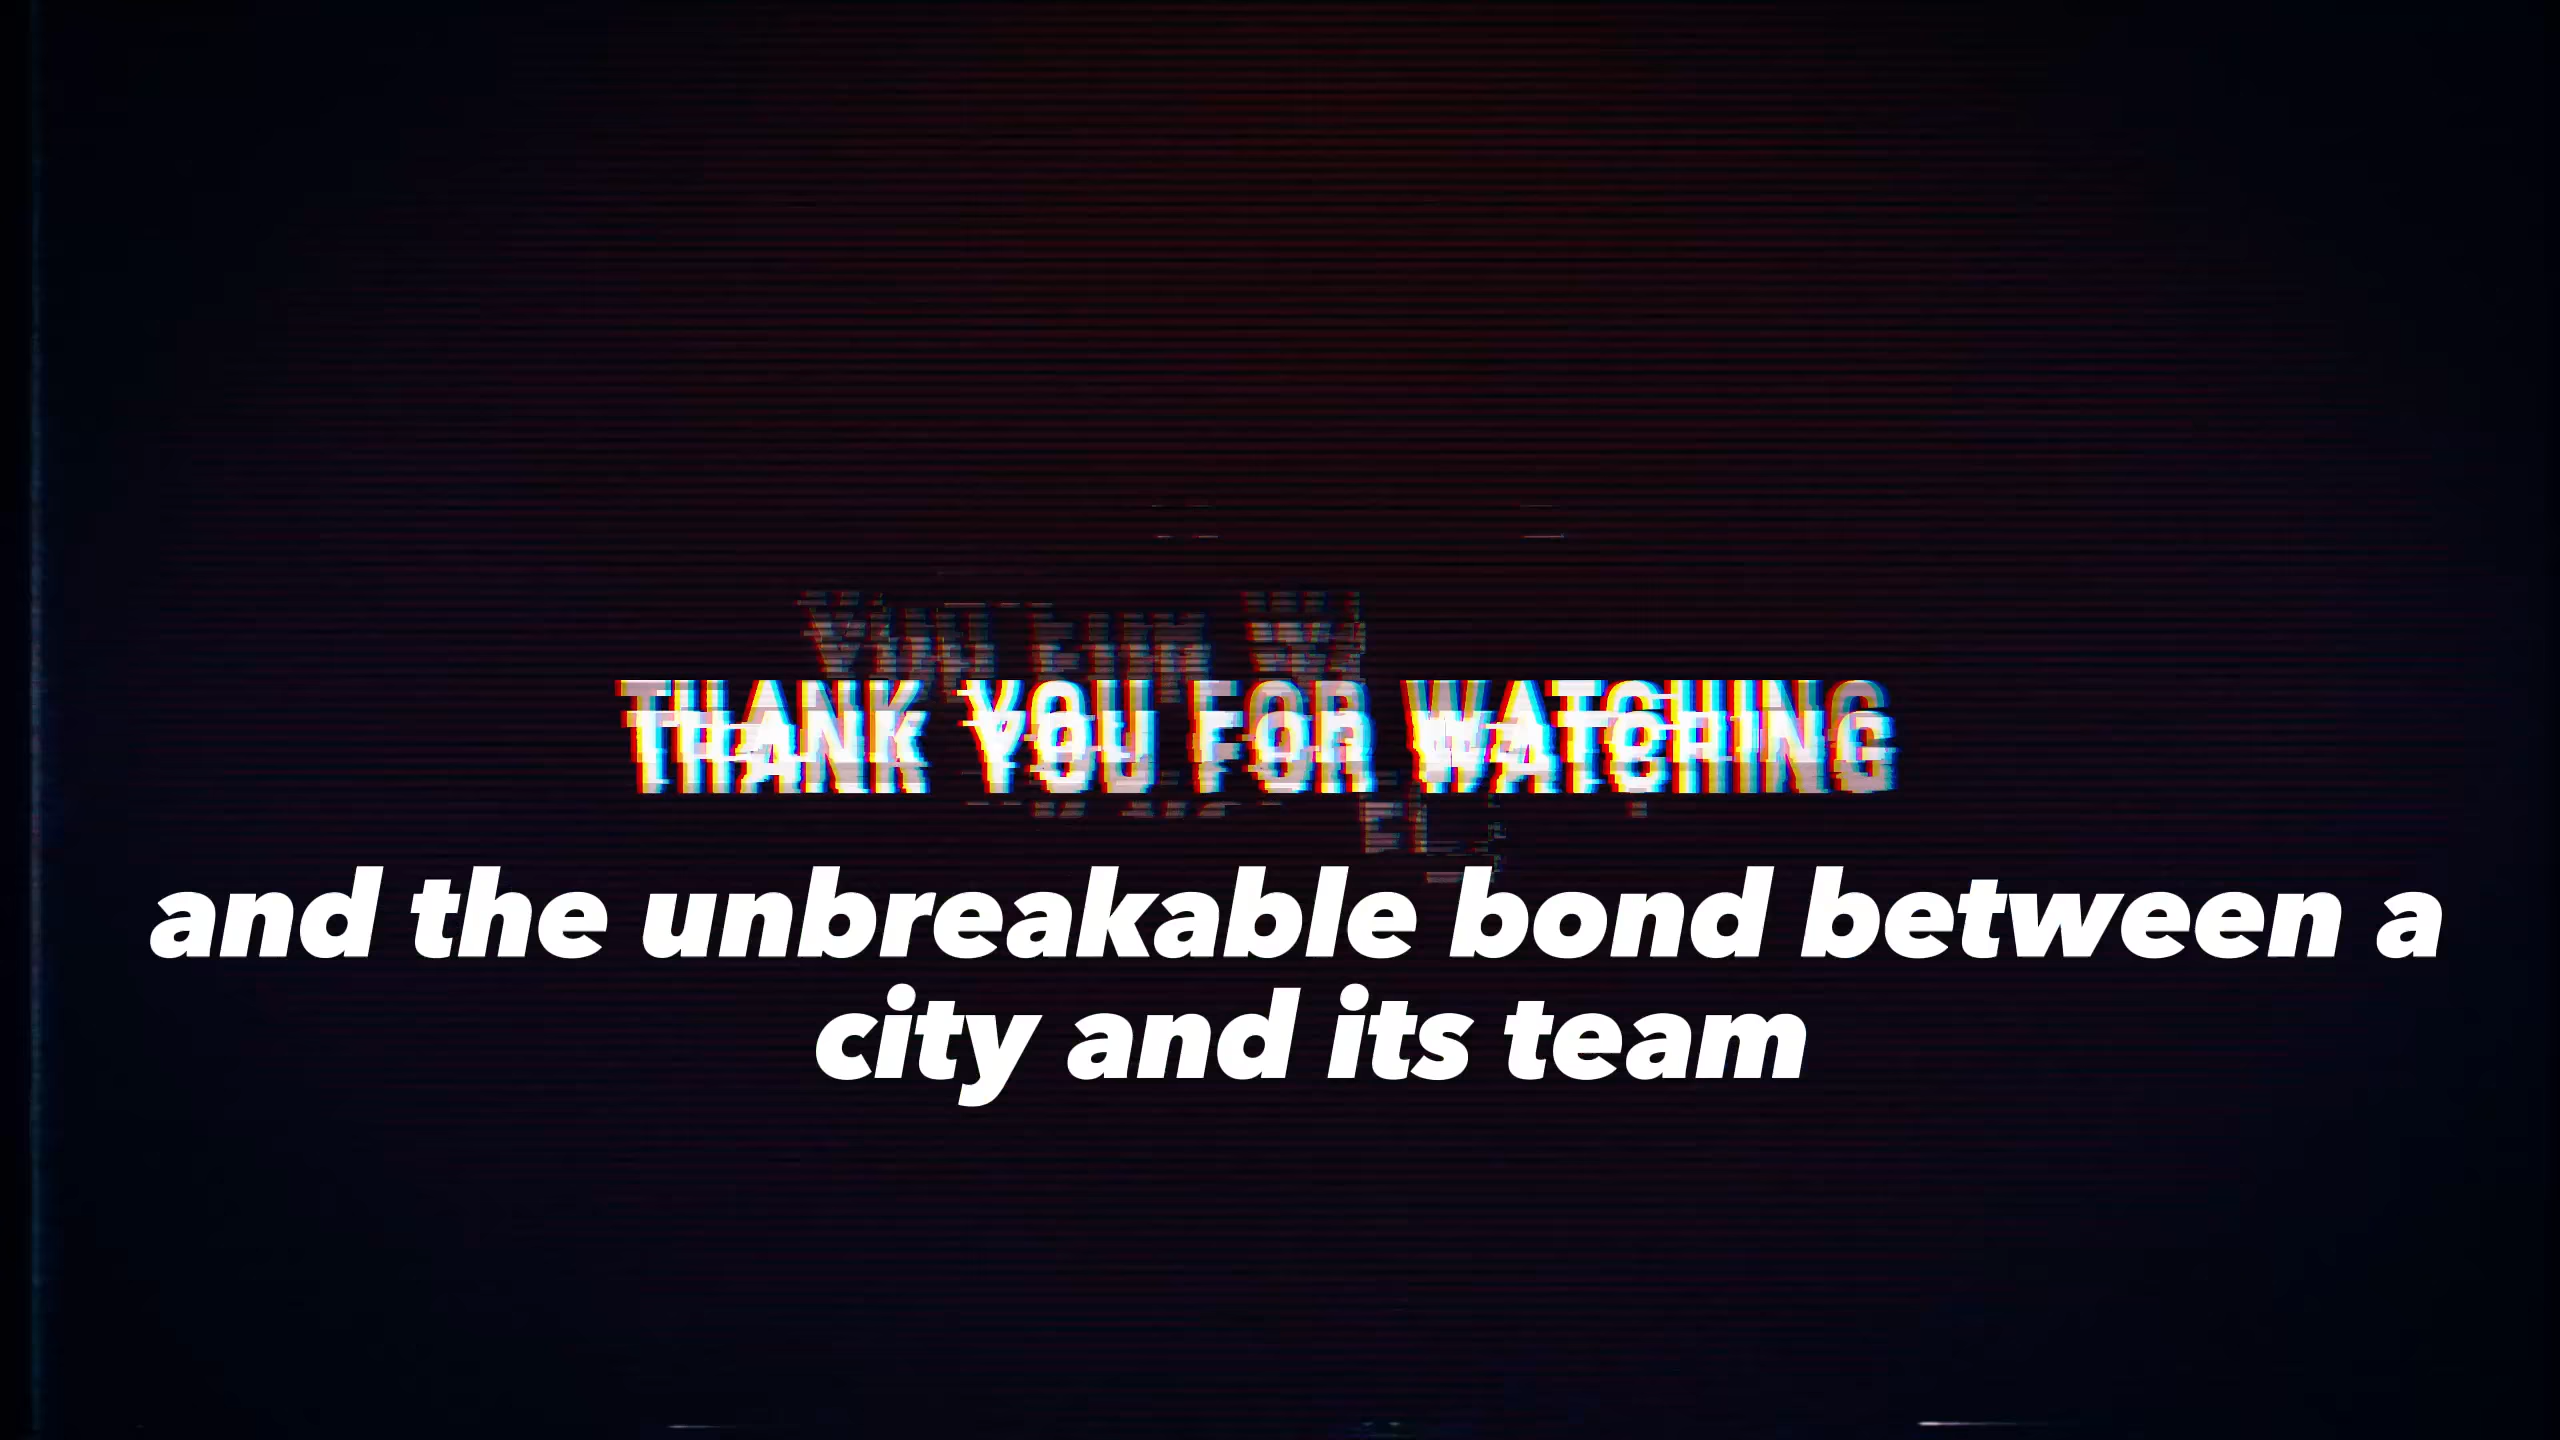 THANK YOU FOR WATCHING
and the unbreakable bond between a
city and its team